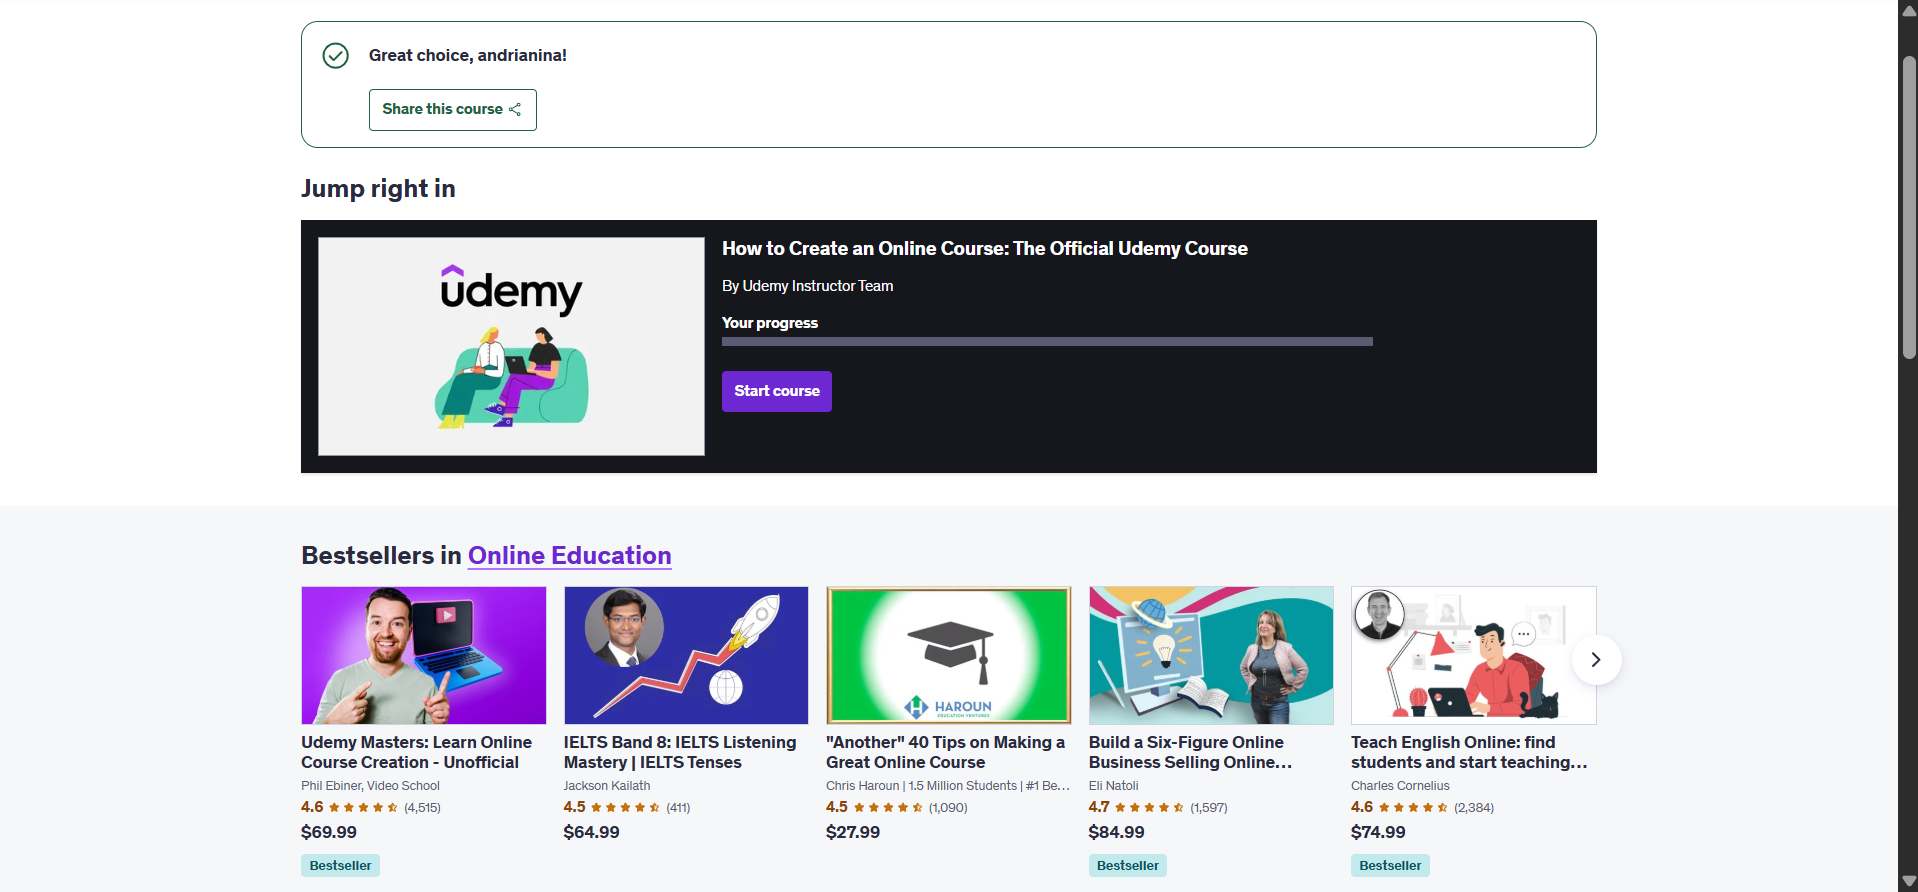 Great choice, andrianina!
Share this course
Jump right in
udemy
How to Create an Online Course: The Official Udemy Course
By Udemy Instructor Team
Your progress
Start course
Bestsellers in Online Education
HAROUN
EDUCATION VENTURES
Udemy Masters: Learn Online
Course Creation - Unofficial
Phil Ebiner, Video School
4.6 (4,515)
$69.99
Bestseller
IELTS Band 8: IELTS Listening
Mastery | IELTS Tenses
Jackson Kailath
4.5 (411)
$64.99
"Another" 40 Tips on Making a
Great Online Course
Chris Haroun | 1.5 Million Students | #1 Be...
4.5 (1,090)
$27.99
Build a Six-Figure Online
Business Selling Online...
Eli Natoli
4.7 (1,597)
$84.99
Bestseller
Teach English Online: find
students and start teaching...
Charles Cornelius
4.6 (2,384)
$74.99
Bestseller